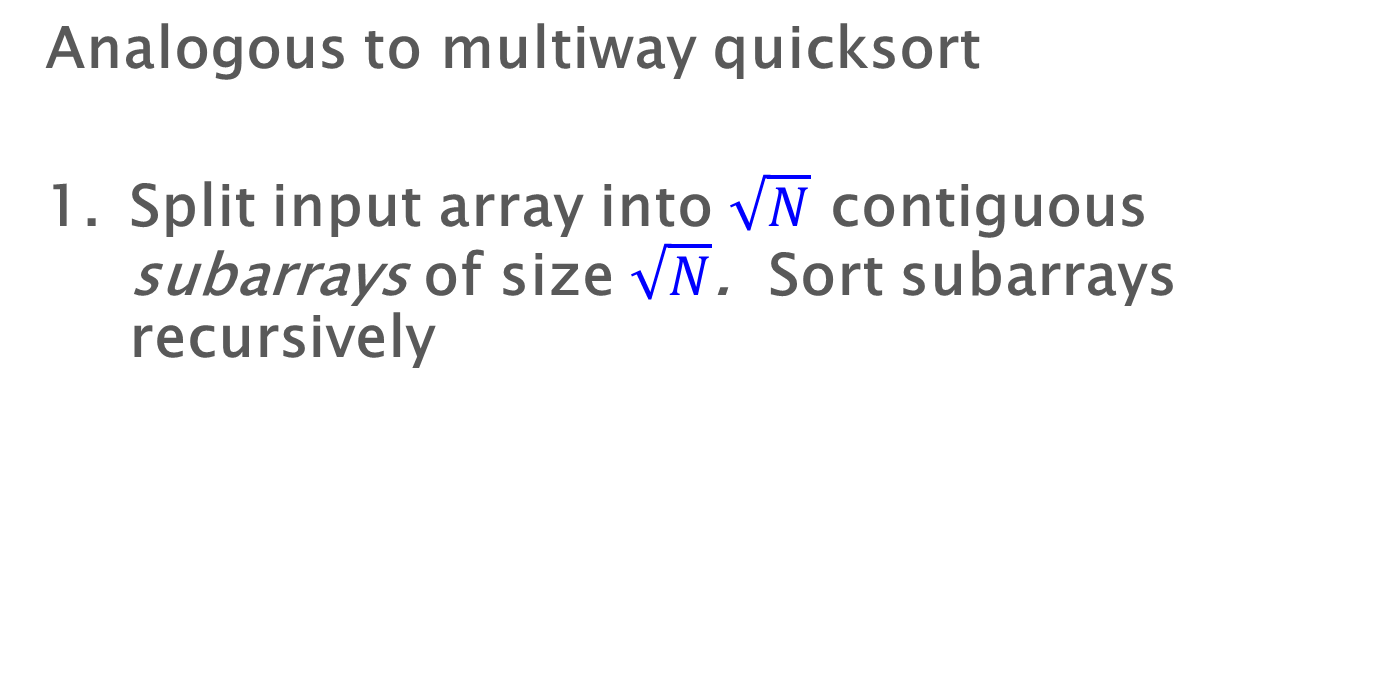 Analogous to multiway quicksort
1. Split input array into √N contiguous
subarrays of size √N. Sort subarrays
recursively